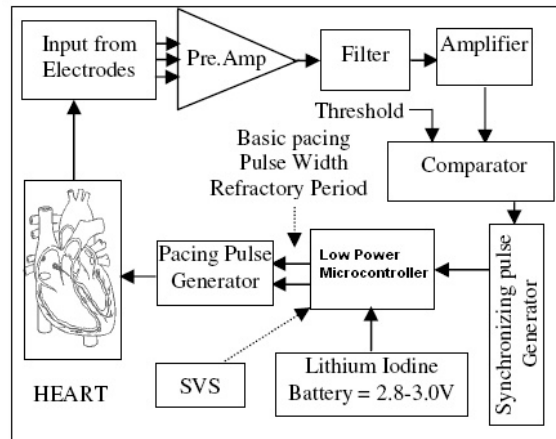 Input from
Electrodes
Pre.Amp
Filter
Amplifier
Threshold
Comparator
Basic pacing
Pulse Width
Refractory Period
Pacing Pulse
Generator
Low Power
Microcontroller
Synchronizing pulse
Generator
HEART
SVS
Lithium Iodine
Battery = 2.8-3.0V